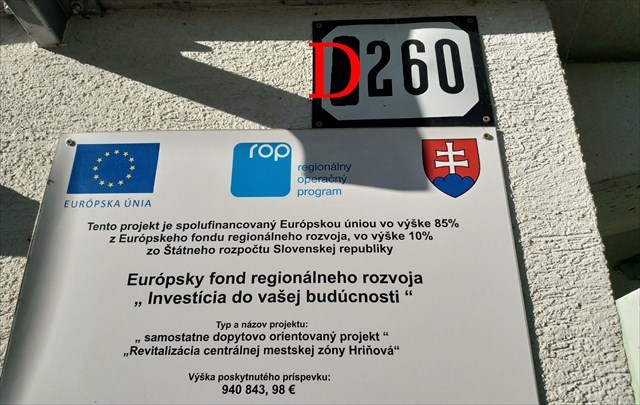 D260
rop
regionálny
operačný
program
EURÓPSKA ÚNIA
Tento projekt je spolufinancovaný Európskou úniou vo výške 85%
z Európskeho fondu regionálneho rozvoja, vo výške 10%
zo Štátneho rozpočtu Slovenskej republiky
Európsky fond regionálneho rozvoja
„ Investícia do vašej budúcnosti “
Typ a názov projektu:
„ samostatne dopytovo orientovaný projekt “
„Revitalizácia centrálnej mestskej zóny Hriňová“
Výška poskytnutého príspevku:
940 843, 98 €